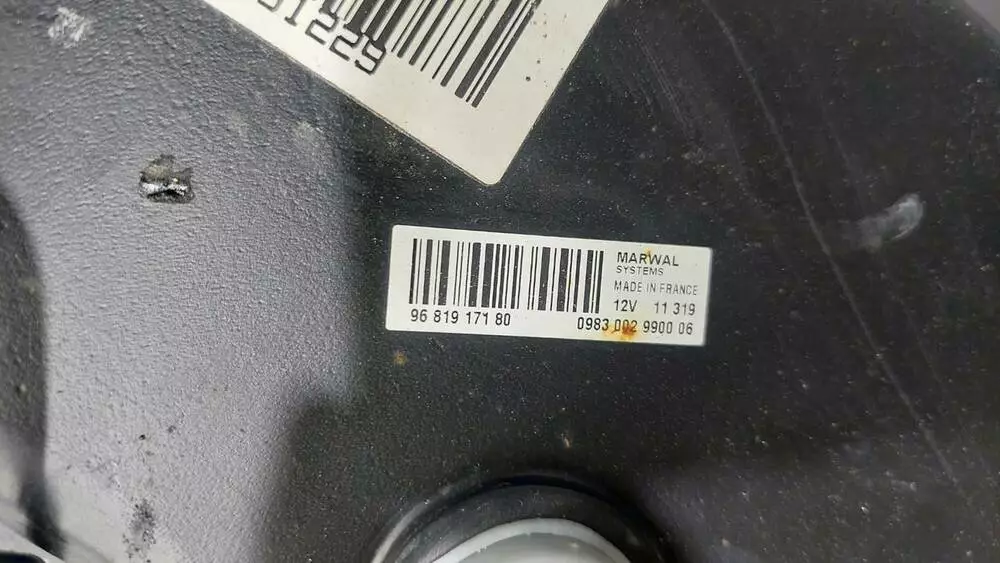 01229
MARWAL
SYSTEMS
MADE IN FRANCE
12V 11 319
96 819 171 80 0983 002 9900 06